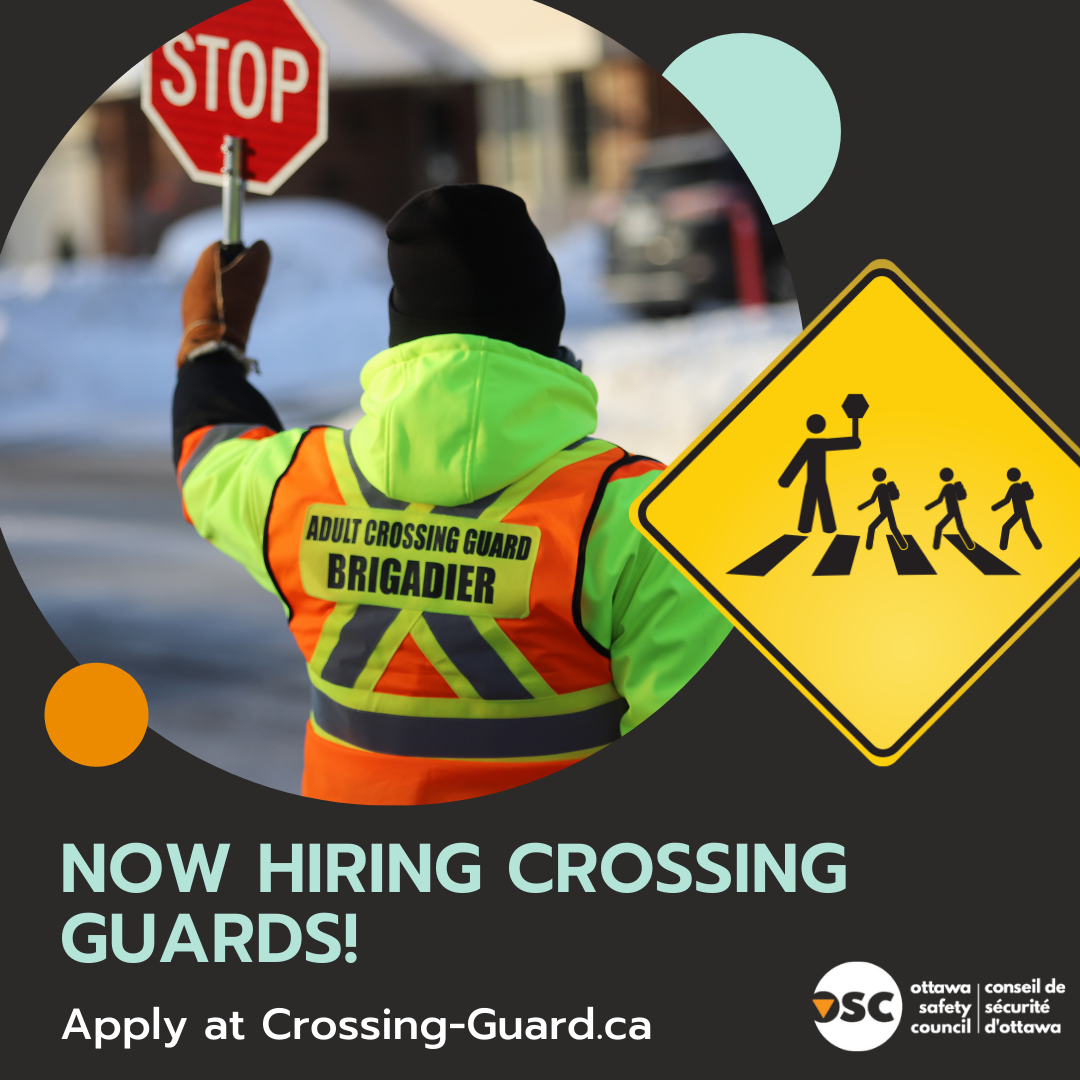 STOP
ADULT CROSSING GUARD
BRIGADIER
NOW HIRING CROSSING
GUARDS!
Apply at Crossing-Guard.ca
OSC
ottawa
safety
council
conseil de
sécurité
d'ottawa